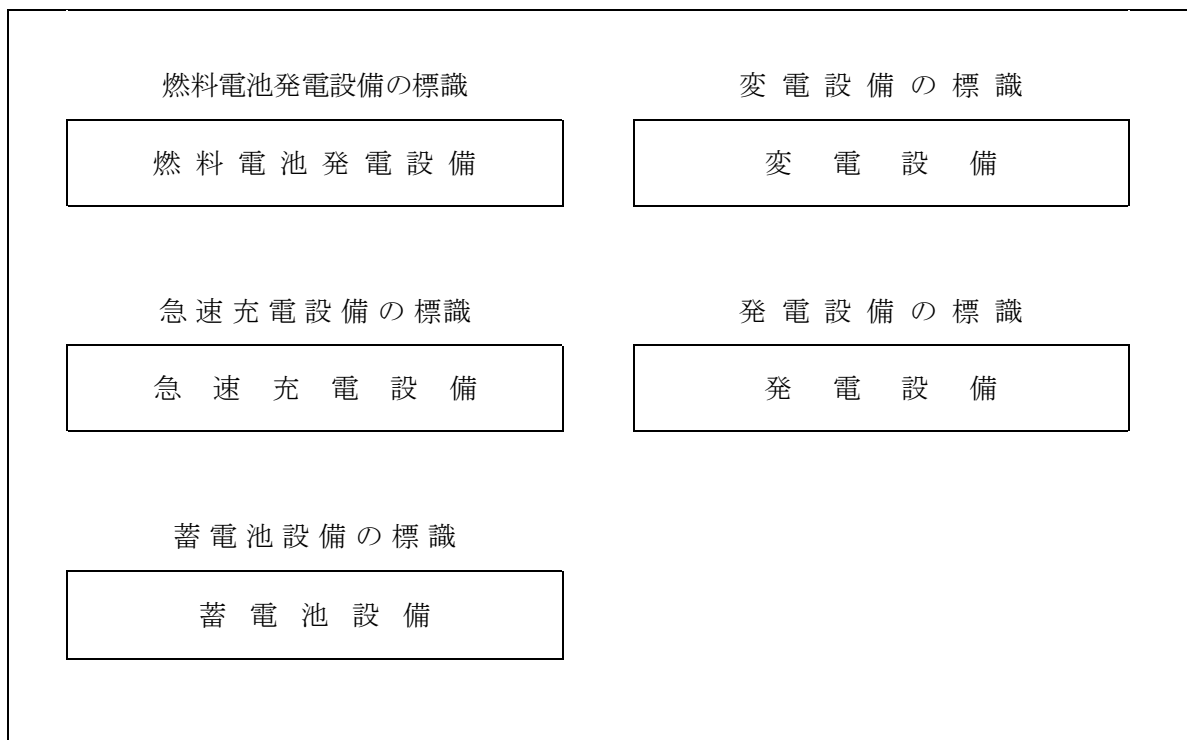 燃料電池発電設備の標識
変電設備の標識
燃料電池発電設備
変電設備
急速充電設備の標識
発電設備の標識
急速充電設備
発電設備
蓄電池設備の標識
蓄電池設備